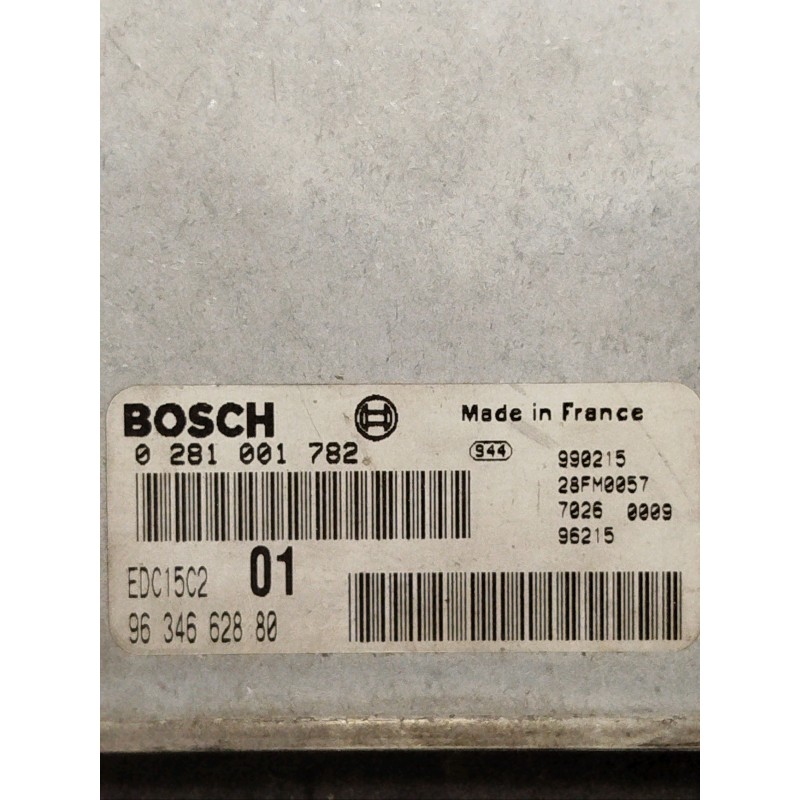 BOSCH Made in France
0 281 001 782 944 990215
28FM0057
7026 0009
96215
EDC15C2 01
96 346 628 80